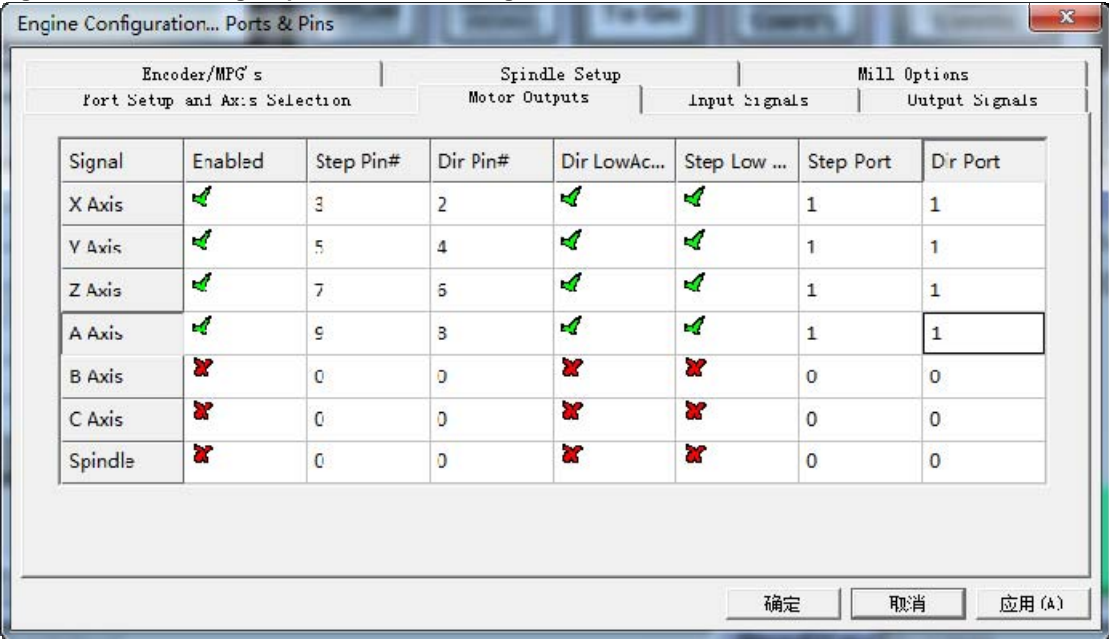 To Go
Engine Configuration... Ports & Pins
Encoder/MPG's Spindle Setup Mill Options
Port Setup and Axis Selection Motor Outputs Input Signals Output Signals
Signal Enabled Step Pin# Dir Pin# Dir LowAc... Step Low ... Step Port Dir Port
X Axis 3 2 1 1
Y Axis 5 4 1 1
Z Axis 7 6 1 1
A Axis 9 8 1 1
B Axis 0 0 0 0
C Axis 0 0 0 0
Spindle 0 0 0 0
确定 取消 应用(A)